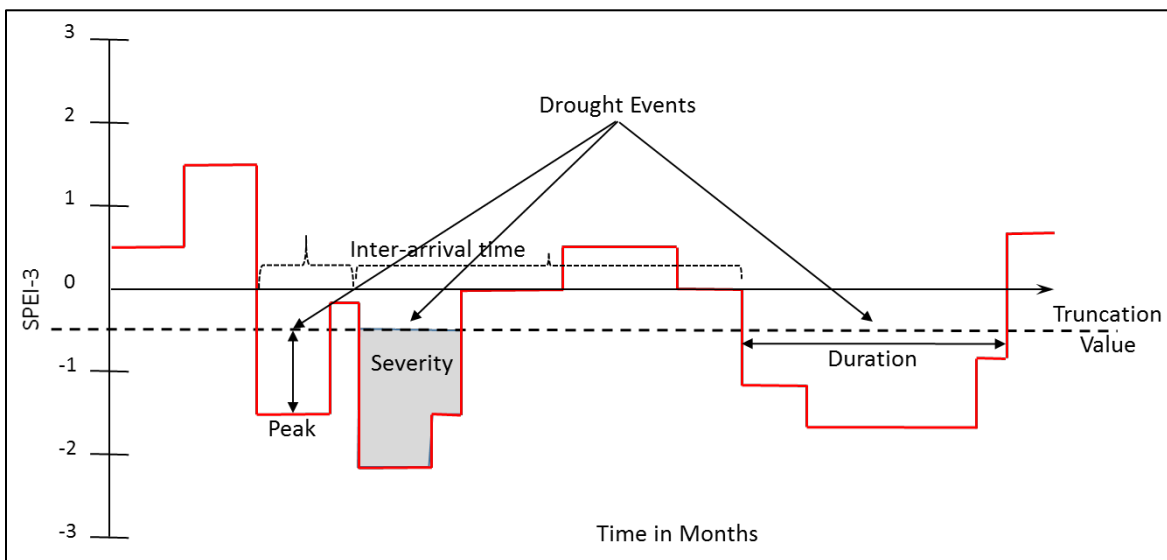 3
2
1
0
-1
-2
-3
SPEI-3
Drought Events
Inter-arrival time
Truncation
Value
Severity
Duration
Peak
Time in Months